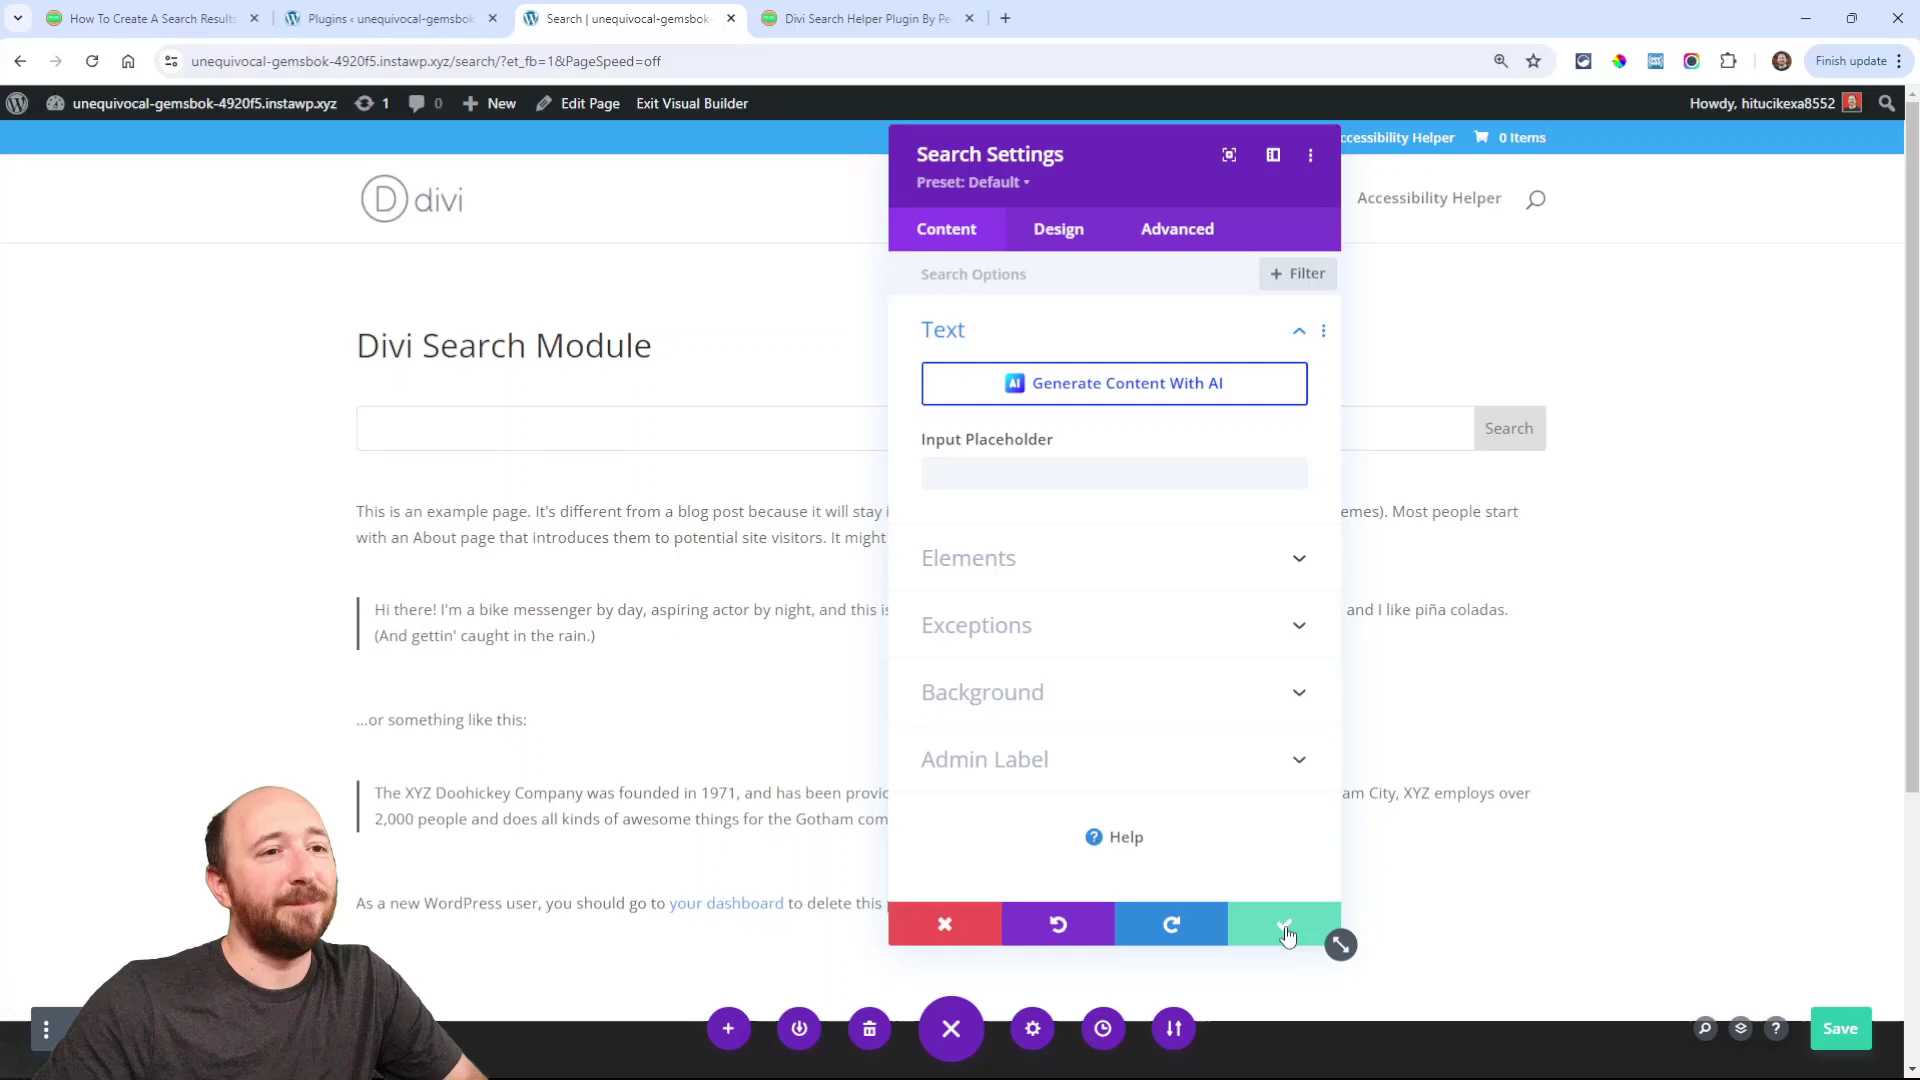 How To Create A Search Results
Plugins ‹ unequivocal-gemsbok
Search | unequivocal-gemsbok-
Divi Search Helper Plugin By Pe
unequivocal-gemsbok-4920f5.instawp.xyz/search/?et_fb=1&PageSpeed=off
Finish update
unequivocal-gemsbok-4920f5.instawp.xyz
1
0
New
Edit Page
Exit Visual Builder
Howdy, hitucikexa8552
ccessibility Helper
0 Items
D divi
Accessibility Helper
Search Settings
Preset: Default
Content
Design
Advanced
Search Options
+ Filter
Text
AI Generate Content With AI
Input Placeholder
Elements
Exceptions
Background
Admin Label
? Help
Divi Search Module
Search
This is an example page. It's different from a blog post because it will stay i
emes). Most people start
with an About page that introduces them to potential site visitors. It might
Hi there! I'm a bike messenger by day, aspiring actor by night, and this is
and I like piña coladas.
(And gettin' caught in the rain.)
...or something like this:
The XYZ Doohickey Company was founded in 1971, and has been provid
am City, XYZ employs over
2,000 people and does all kinds of awesome things for the Gotham com
As a new WordPress user, you should go to your dashboard to delete this p
?
Save